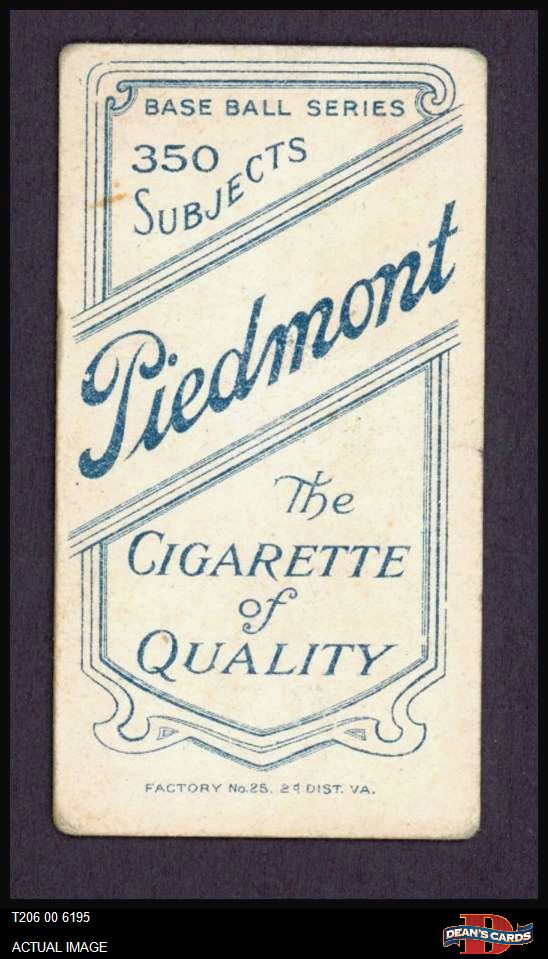 BASE BALL SERIES
350
SUBJECTS
Piedmont
The
CIGARETTE
of
QUALITY
FACTORY No.25. 2d DIST. VA.
T206 00 6195
ACTUAL IMAGE
D
DEAN'S CARDS